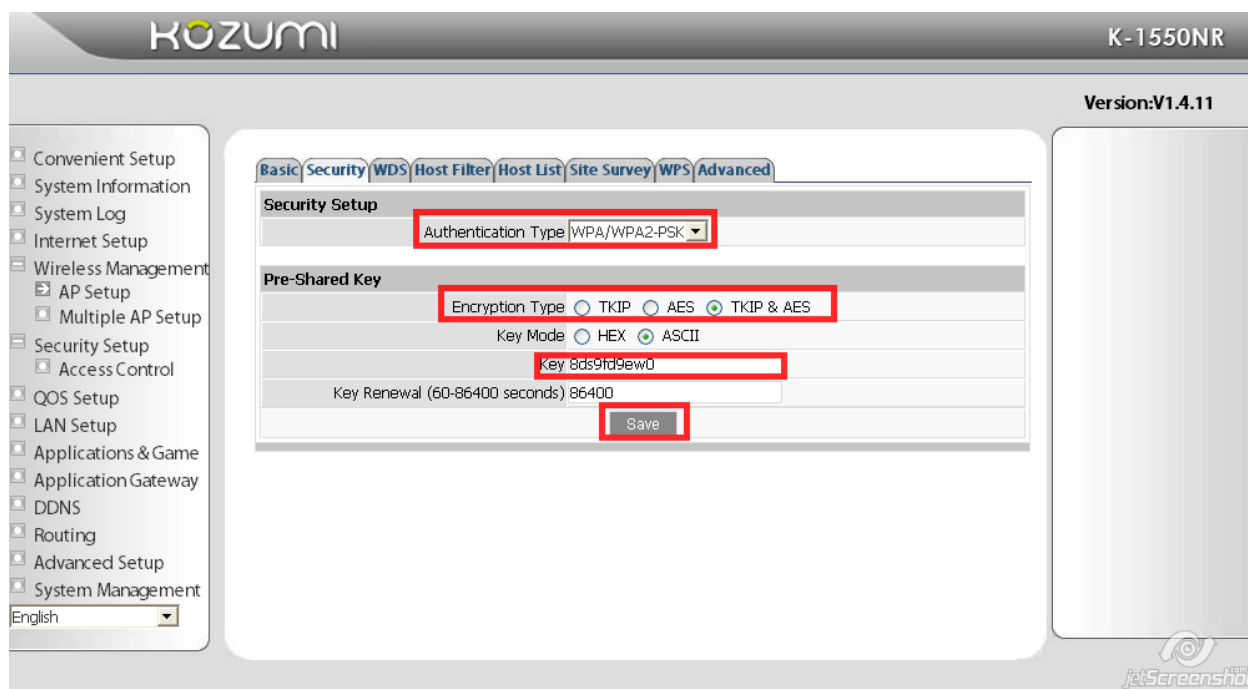 KOZUMI
K-1550NR
Version:V1.4.11
Convenient Setup
System Information
System Log
Internet Setup
Wireless Management
AP Setup
Multiple AP Setup
Security Setup
Access Control
QOS Setup
LAN Setup
Applications & Game
Application Gateway
DDNS
Routing
Advanced Setup
System Management
English
Basic Security WDS Host Filter Host List Site Survey WPS Advanced
Security Setup
Authentication Type WPA/WPA2-PSK
Pre-Shared Key
Encryption Type TKIP AES TKIP & AES
Key Mode HEX ASCII
Key 8ds9fd9ew0
Key Renewal (60-86400 seconds) 86400
Save